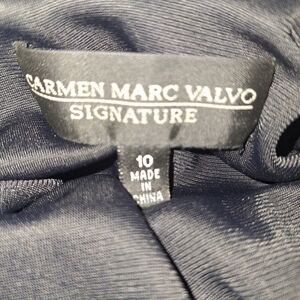 CARMEN MARC VALVO
SIGNATURE
10
MADE
IN
CHINA